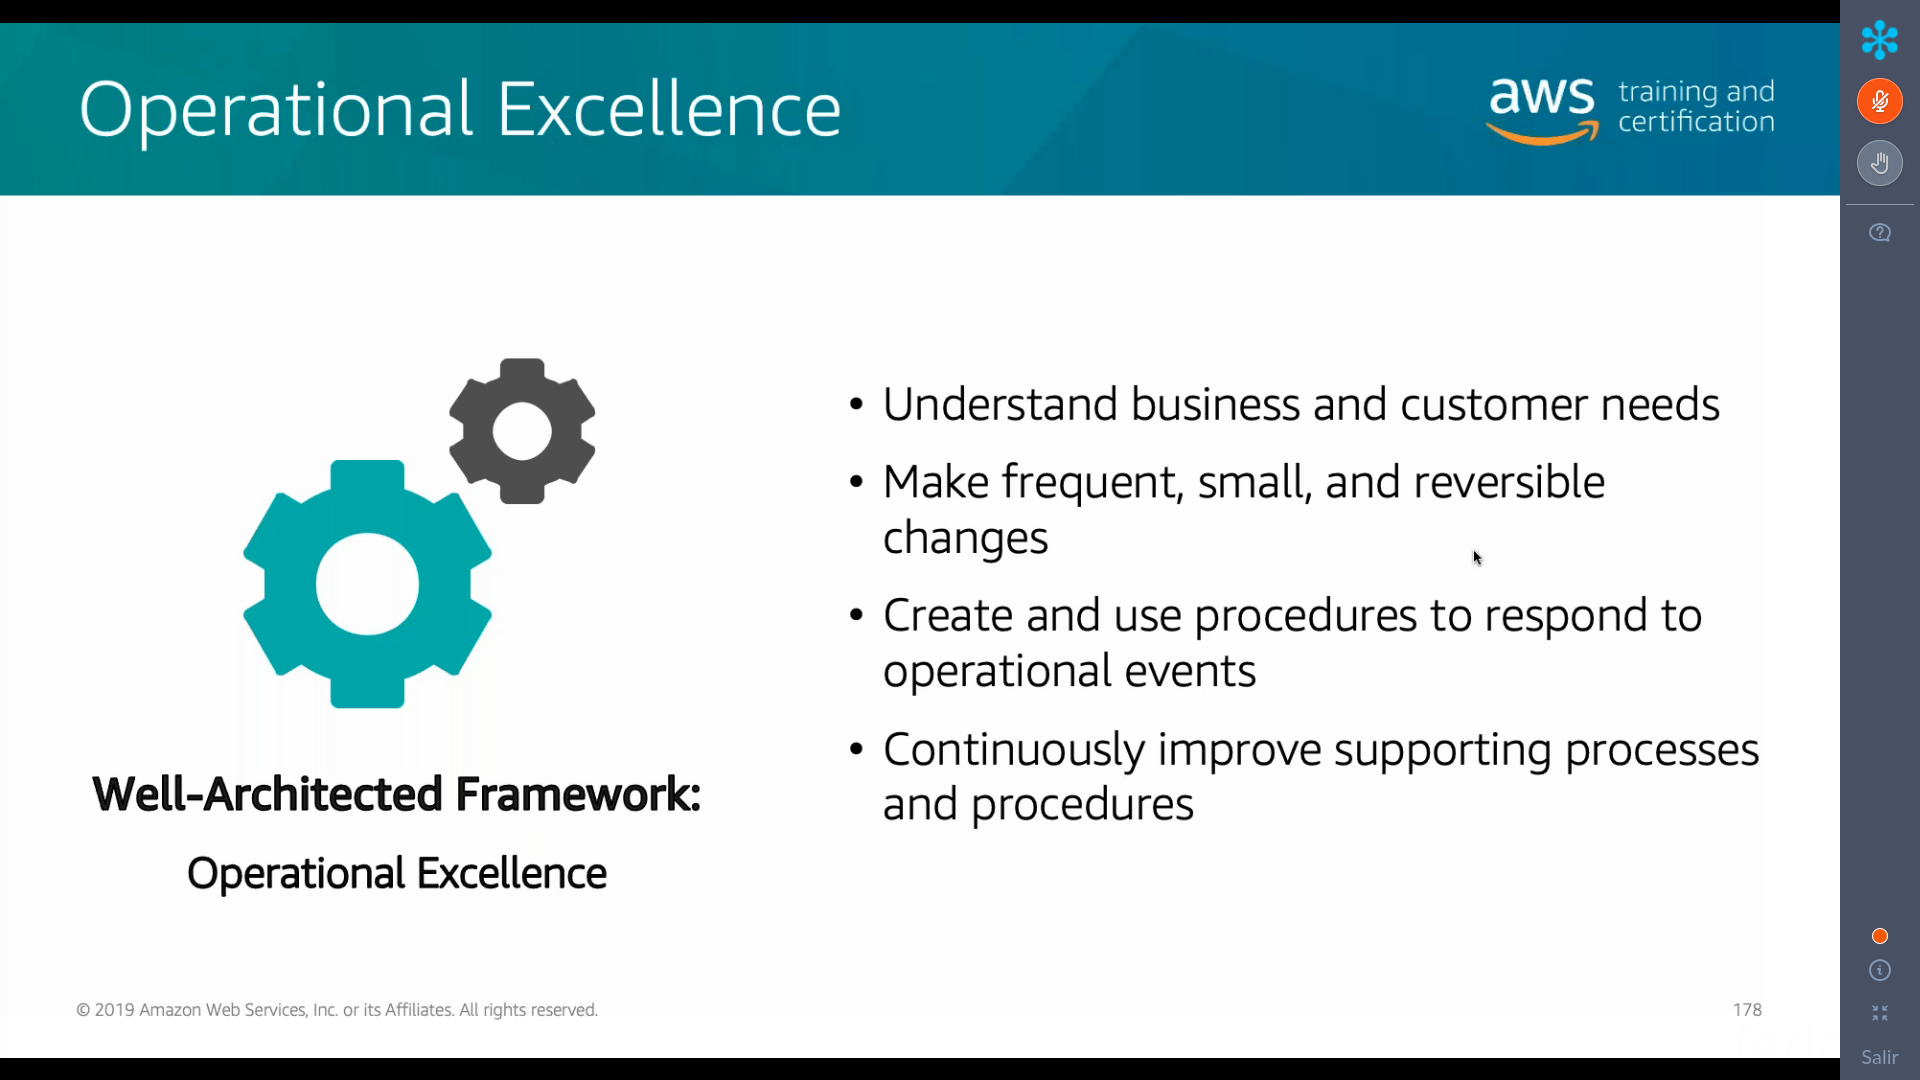 Operational Excellence
aws training and
certification
• Understand business and customer needs
• Make frequent, small, and reversible
changes
• Create and use procedures to respond to
operational events
• Continuously improve supporting processes
and procedures
Well-Architected Framework:
Operational Excellence
© 2019 Amazon Web Services, Inc. or its Affiliates. All rights reserved.
178
Salir